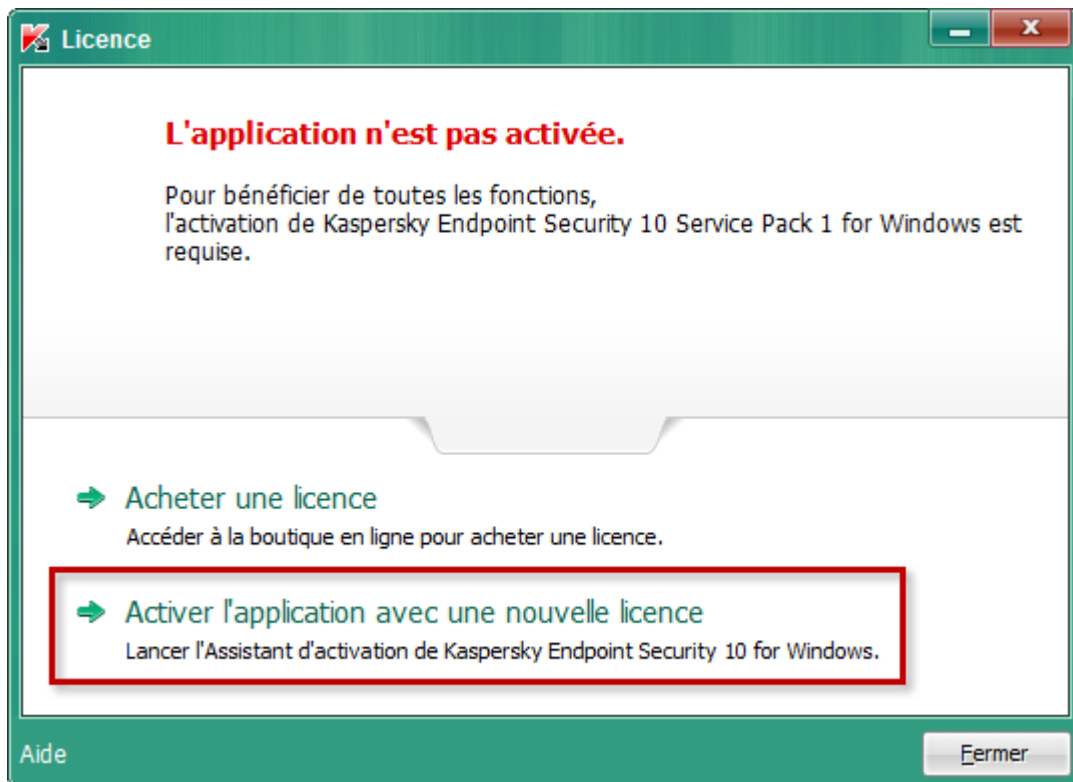 Licence
L'application n'est pas activée.
Pour bénéficier de toutes les fonctions,
l'activation de Kaspersky Endpoint Security 10 Service Pack 1 for Windows est
requise.
Acheter une licence
Accéder à la boutique en ligne pour acheter une licence.
Activer l'application avec une nouvelle licence
Lancer l'Assistant d'activation de Kaspersky Endpoint Security 10 for Windows.
Aide
Fermer